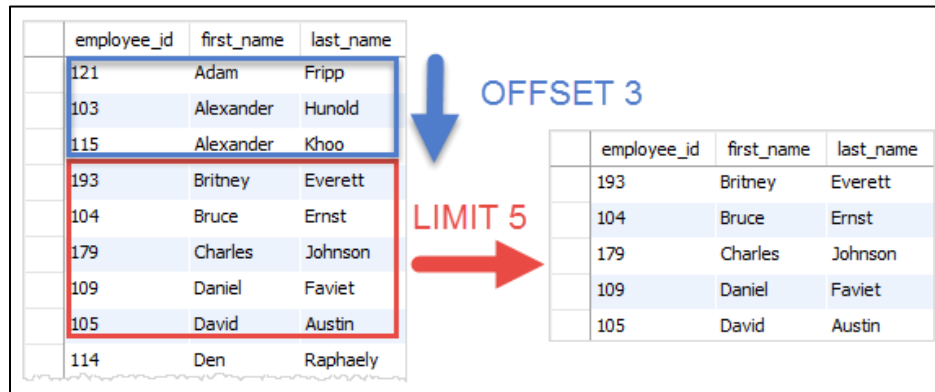 employee_id first_name last_name
121 Adam Fripp
103 Alexander Hunold
115 Alexander Khoo
193 Britney Everett
104 Bruce Ernst
179 Charles Johnson
109 Daniel Faviet
105 David Austin
114 Den Raphaely
OFFSET 3
LIMIT 5
employee_id first_name last_name
193 Britney Everett
104 Bruce Ernst
179 Charles Johnson
109 Daniel Faviet
105 David Austin